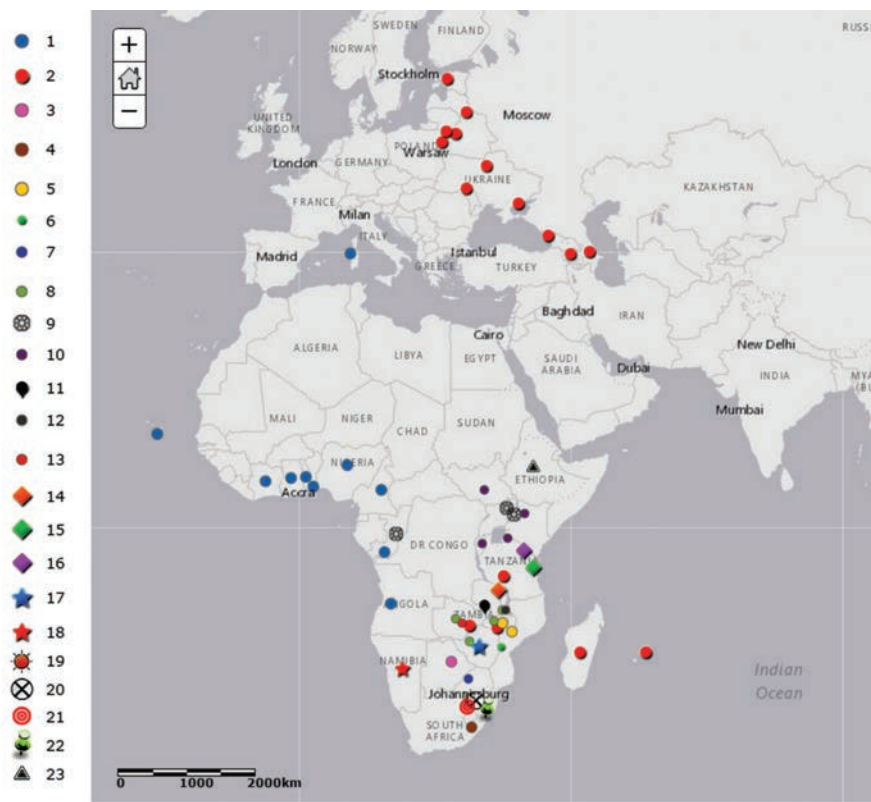 1
2
3
4
5
6
7
8
9
10
11
12
13
14
15
16
17
18
19
20
21
22
23
+
−
SWEDEN
FINLAND
RUSS
NORWAY
Stockholm
UNITED
KINGDOM
Moscow
POLAND
Warsaw
London
GERMANY
UKRAINE
KAZAKHSTAN
FRANCE
Milan
ITALY
Madrid
Istanbul
GREECE
TURKEY
Baghdad
IRAN
Cairo
ALGERIA
LIBYA
EGYPT
SAUDI
ARABIA
Dubai
New Delhi
INDIA
MYA
(BU
Mumbai
MALI
NIGER
CHAD
SUDAN
NIGERIA
Accra
ETHIOPIA
DR CONGO
TANZANIA
ANGOLA
ZAMBIA
NAMIBIA
Johannesburg
SOUTH
AFRICA
Indian
Ocean
0 1000 2000km